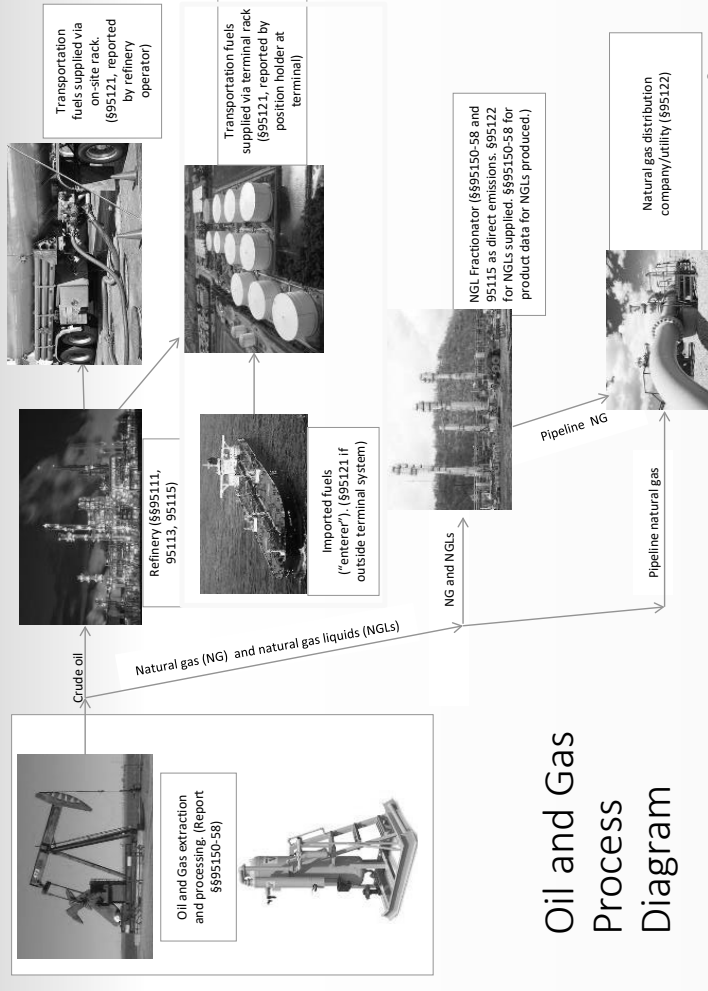 Oil and Gas
Process
Diagram
Oil and Gas extraction
and processing. (Report
§§95150-58)
Crude oil
Refinery (§§95111,
95113, 95115)
Transportation
fuels supplied via
on-site rack.
(§95121, reported
by refinery
operator)
Imported fuels
(“enterer”). (§95121 if
outside terminal system)
Transportation fuels
supplied via terminal rack
(§95121, reported by
position holder at
terminal)
Natural gas (NG) and natural gas liquids (NGLs)
NG and NGLs
NGL Fractionator (§§95150-58 and
95115 as direct emissions. §95122
for NGLs supplied. §§95150-58 for
product data for NGLs produced.)
Pipeline NG
Pipeline natural gas
Natural gas distribution
company/utility (§95122)